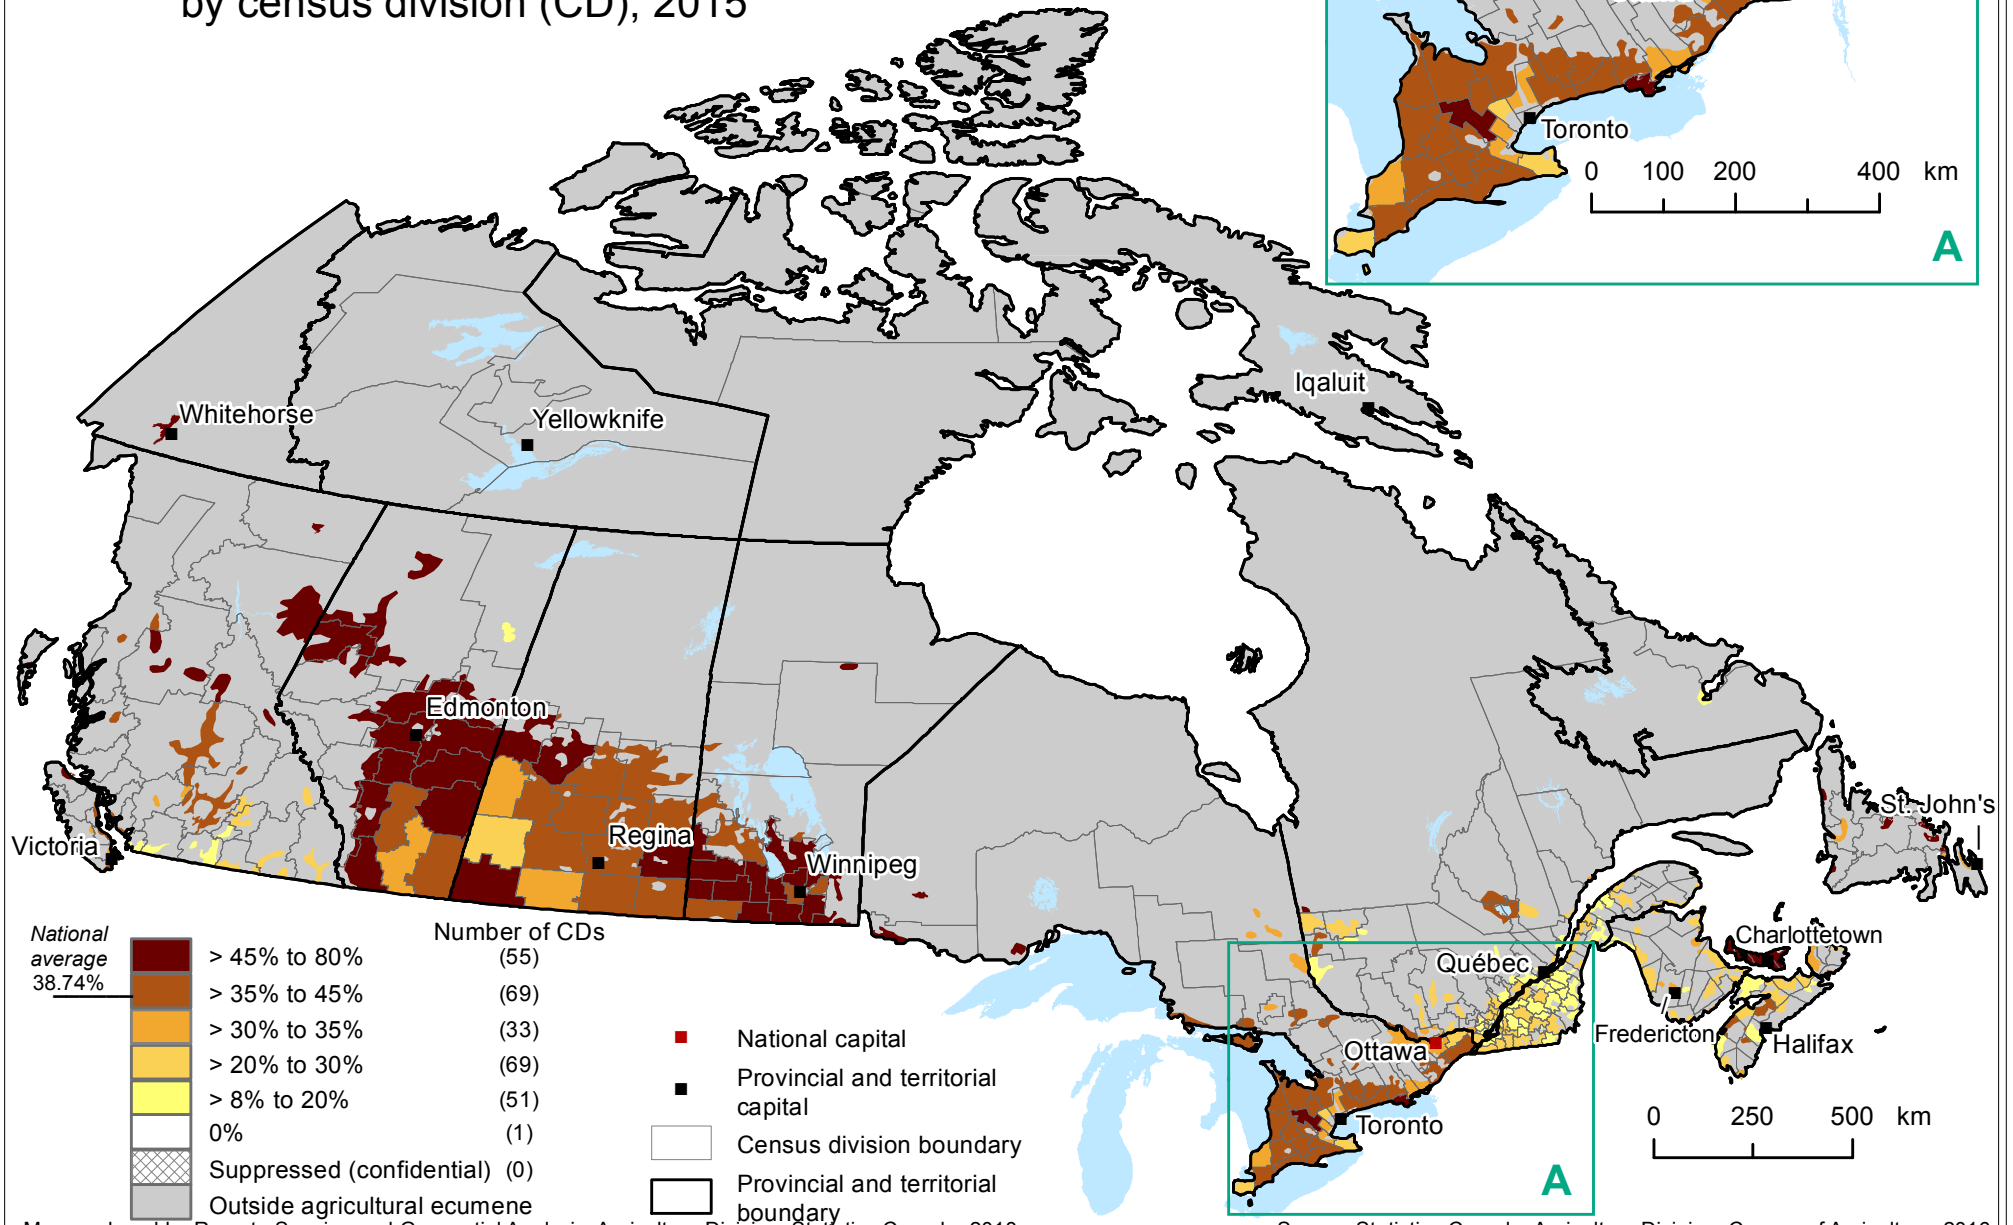 by census division (CD), 2015
Toronto
0 100 200 400 km
A
Iqaluit
Whitehorse
Yellowknife
Edmonton
Regina
Winnipeg
Victoria
St. John's
Charlottetown
Québec
Fredericton
Halifax
Ottawa
Toronto
A
0 250 500 km
National
average
38.74%
Number of CDs
> 45% to 80% (55)
> 35% to 45% (69)
> 30% to 35% (33)
> 20% to 30% (69)
> 8% to 20% (51)
0% (1)
Suppressed (confidential) (0)
Outside agricultural ecumene
National capital
Provincial and territorial
capital
Census division boundary
Provincial and territorial
boundary